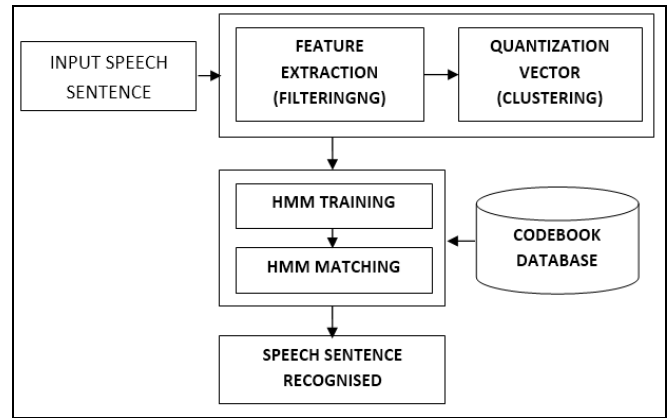 INPUT SPEECH
SENTENCE
FEATURE
EXTRACTION
(FILTERINGNG)
QUANTIZATION
VECTOR
(CLUSTERING)
HMM TRAINING
HMM MATCHING
CODEBOOK
DATABASE
SPEECH SENTENCE
RECOGNISED